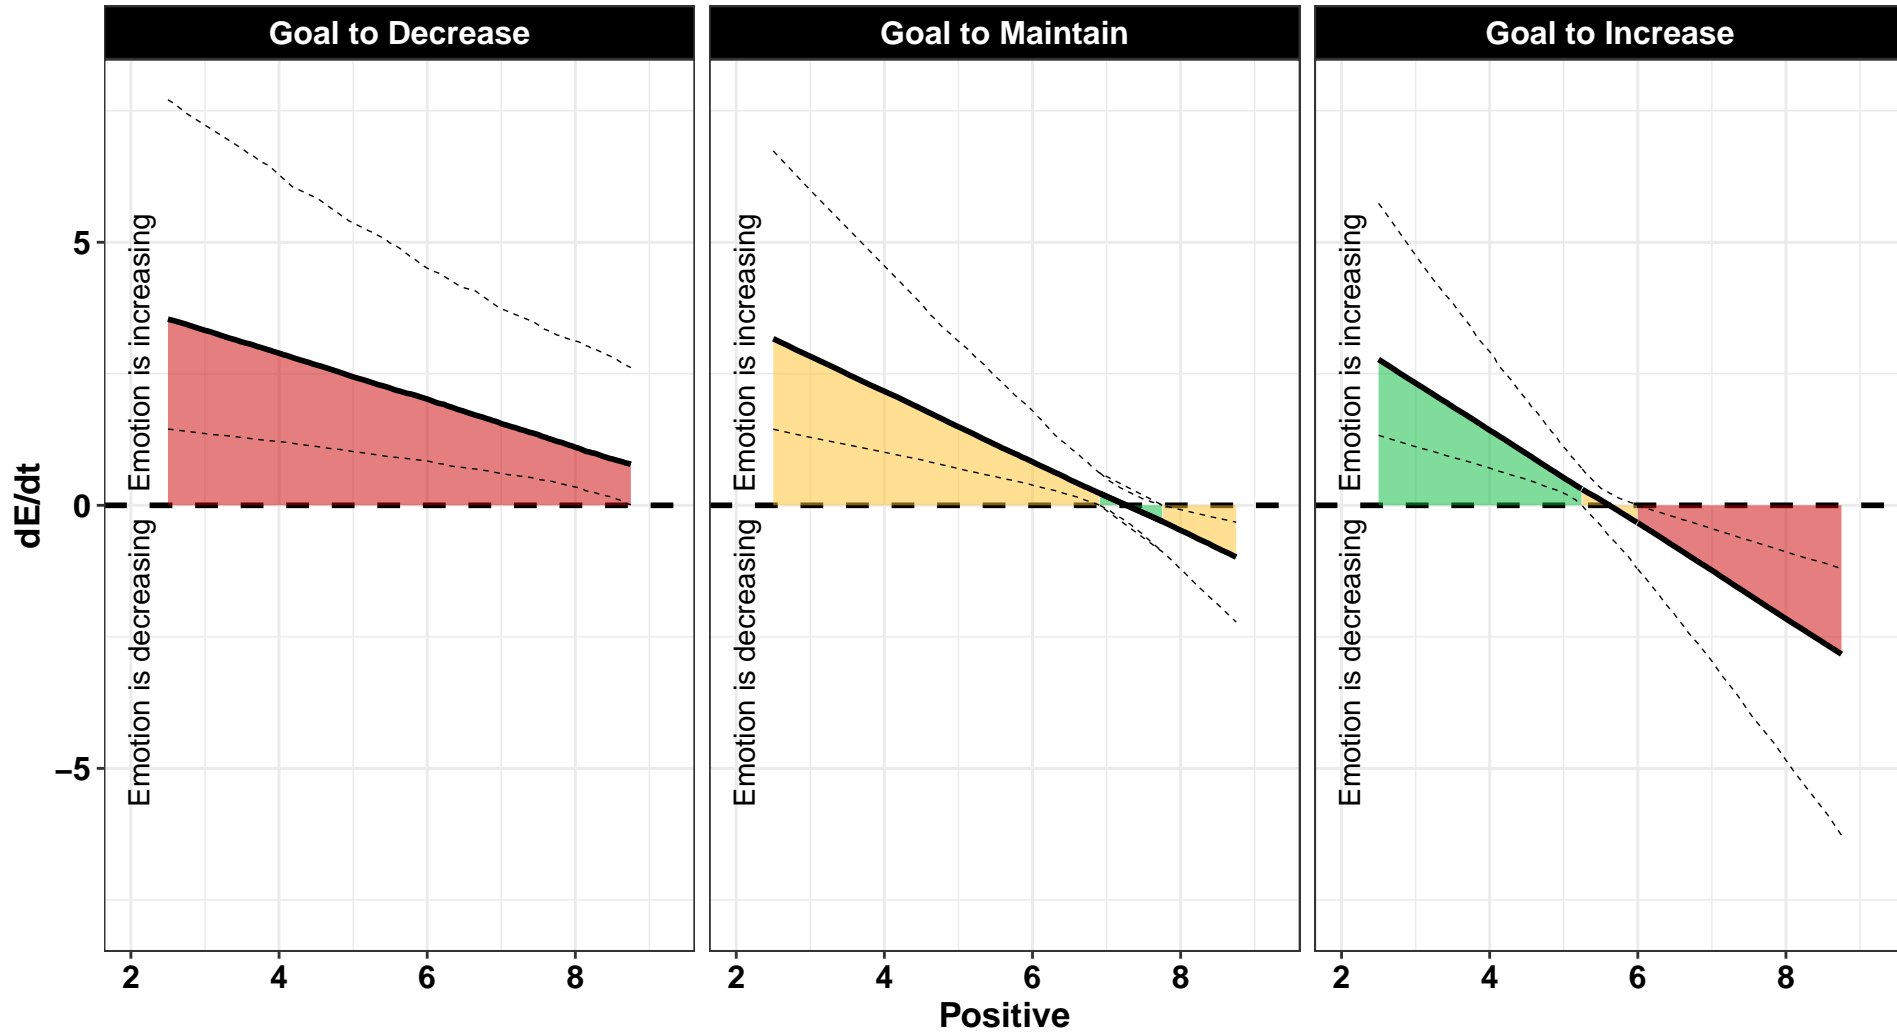 Goal to Decrease
Goal to Maintain
Goal to Increase
dE/dt
5
0
−5
Emotion is increasing
Emotion is decreasing
Emotion is increasing
Emotion is decreasing
Emotion is increasing
Emotion is decreasing
2 4 6 8
2 4 6 8
2 4 6 8
Positive